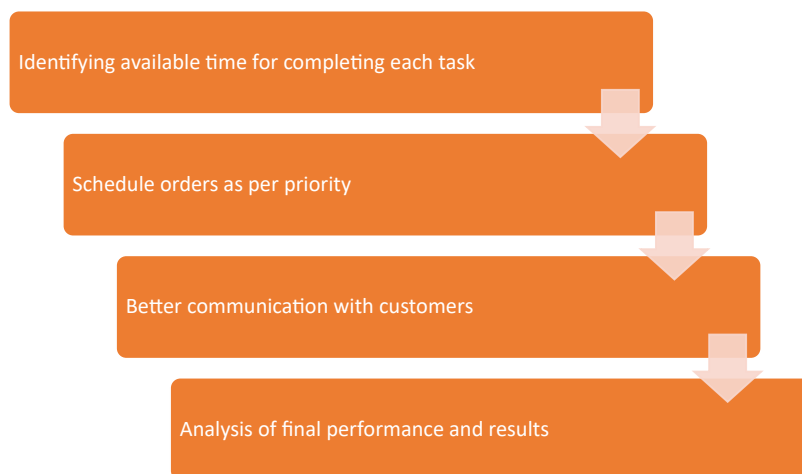 Identifying available time for completing each task
Schedule orders as per priority
Better communication with customers
Analysis of final performance and results